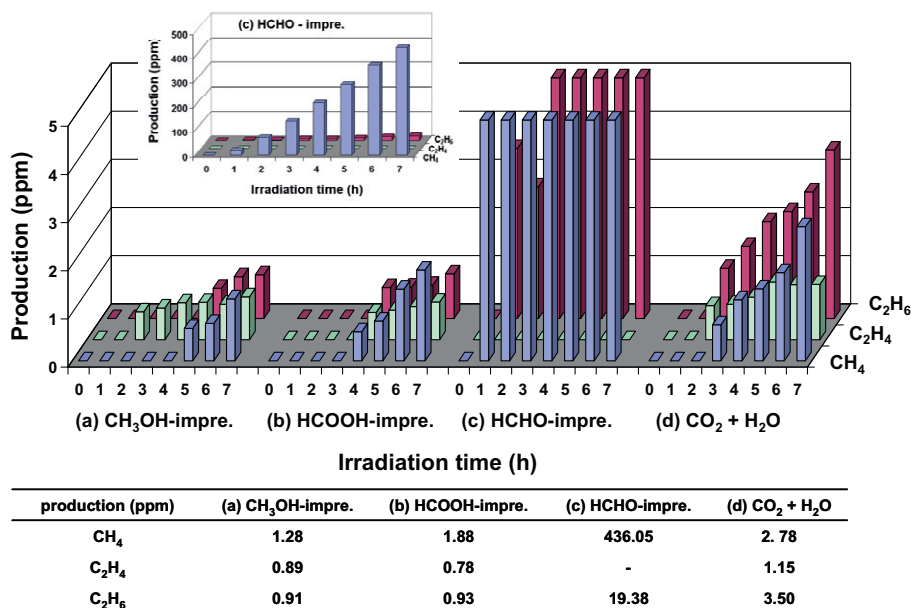 (c) HCHO - impre.
Production (ppm)
500
400
300
200
100
0
0 1 2 3 4 5 6 7
Irradiation time (h)
C₂H₆
C₂H₄
CH₄
Production (ppm)
5
4
3
2
1
0
C₂H₆
C₂H₄
CH₄
0 1 2 3 4 5 6 7 0 1 2 3 4 5 6 7 0 1 2 3 4 5 6 7 0 1 2 3 4 5 6 7
(a) CH₃OH-impre. (b) HCOOH-impre. (c) HCHO-impre. (d) CO₂ + H₂O
Irradiation time (h)
production (ppm) (a) CH₃OH-impre. (b) HCOOH-impre. (c) HCHO-impre. (d) CO₂ + H₂O
CH₄ 1.28 1.88 436.05 2. 78
C₂H₄ 0.89 0.78 - 1.15
C₂H₆ 0.91 0.93 19.38 3.50